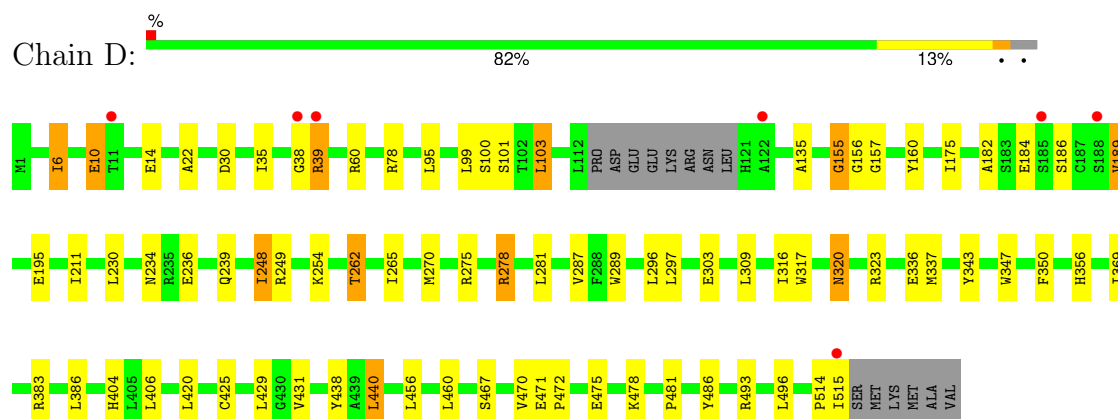 %
Chain D:
82% 13% • •
M1 I6 E10 T11 E14 A22 D30 I35 G38 R39 R60 R78 L95 L99 S100 S101 T102 L103 L112 PRO ASP GLU GLU LYS ARG ASN LEU H121 A122 A135 G155 G156 G157 Y160 I175 A182 S183 E184 S185 S186 C187 S188 V189
E195 I211 L230 N234 R235 E236 Q239 I248 R249 K254 T262 I265 M270 R275 R278 L281 V287 F288 W289 L296 L297 E303 L309 I316 W317 N320 R323 E336 M337 Y343 W347 F350 H356
R383 L386 H404 L405 L406 L420 C425 L429 G430 V431 Y438 A439 L440 L456 L460 S467 V470 E471 P472 E475 K478 P481 Y486 R493 L496 P514 I515 SER MET LYS MET ALA VAL